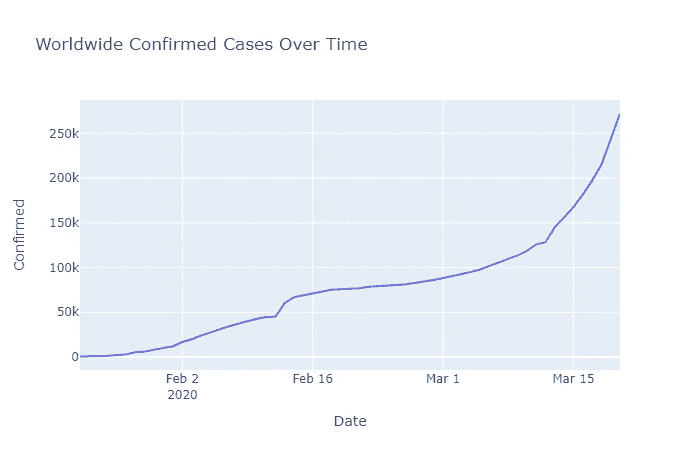 Worldwide Confirmed Cases Over Time
250k
200k
150k
100k
50k
0
Confirmed
Feb 2
2020
Feb 16
Mar 1
Mar 15
Date